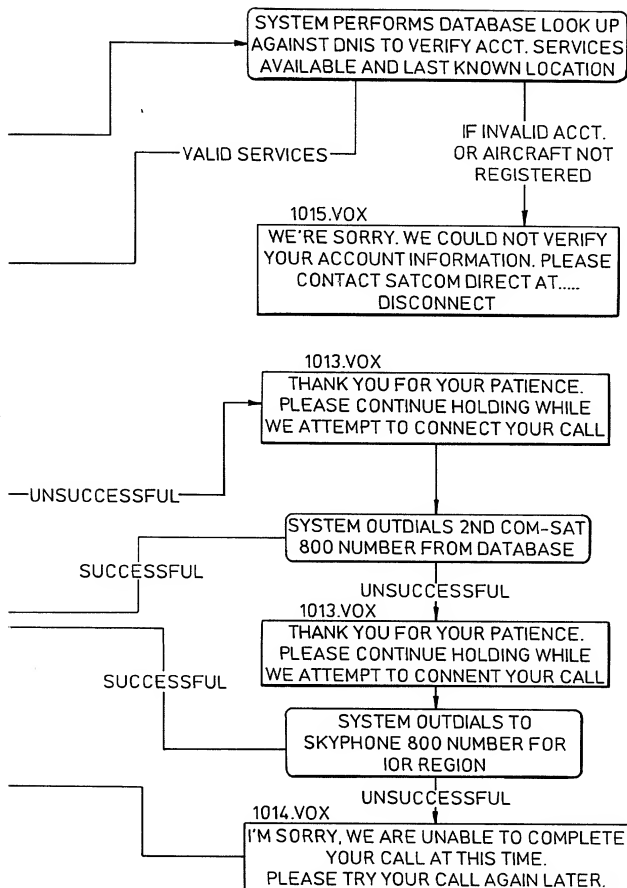 SYSTEM PERFORMS DATABASE LOOK UP
AGAINST DNIS TO VERIFY ACCT. SERVICES
AVAILABLE AND LAST KNOWN LOCATION
VALID SERVICES
IF INVALID ACCT.
OR AIRCRAFT NOT
REGISTERED
1015.VOX
WE'RE SORRY. WE COULD NOT VERIFY
YOUR ACCOUNT INFORMATION. PLEASE
CONTACT SATCOM DIRECT AT.....
DISCONNECT
1013.VOX
THANK YOU FOR YOUR PATIENCE.
PLEASE CONTINUE HOLDING WHILE
WE ATTEMPT TO CONNECT YOUR CALL
UNSUCCESSFUL
SYSTEM OUTDIALS 2ND COM-SAT
800 NUMBER FROM DATABASE
SUCCESSFUL
UNSUCCESSFUL
1013.VOX
THANK YOU FOR YOUR PATIENCE.
PLEASE CONTINUE HOLDING WHILE
WE ATTEMPT TO CONNENT YOUR CALL
SUCCESSFUL
SYSTEM OUTDIALS TO
SKYPHONE 800 NUMBER FOR
IOR REGION
UNSUCCESSFUL
1014.VOX
I'M SORRY, WE ARE UNABLE TO COMPLETE
YOUR CALL AT THIS TIME.
PLEASE TRY YOUR CALL AGAIN LATER.